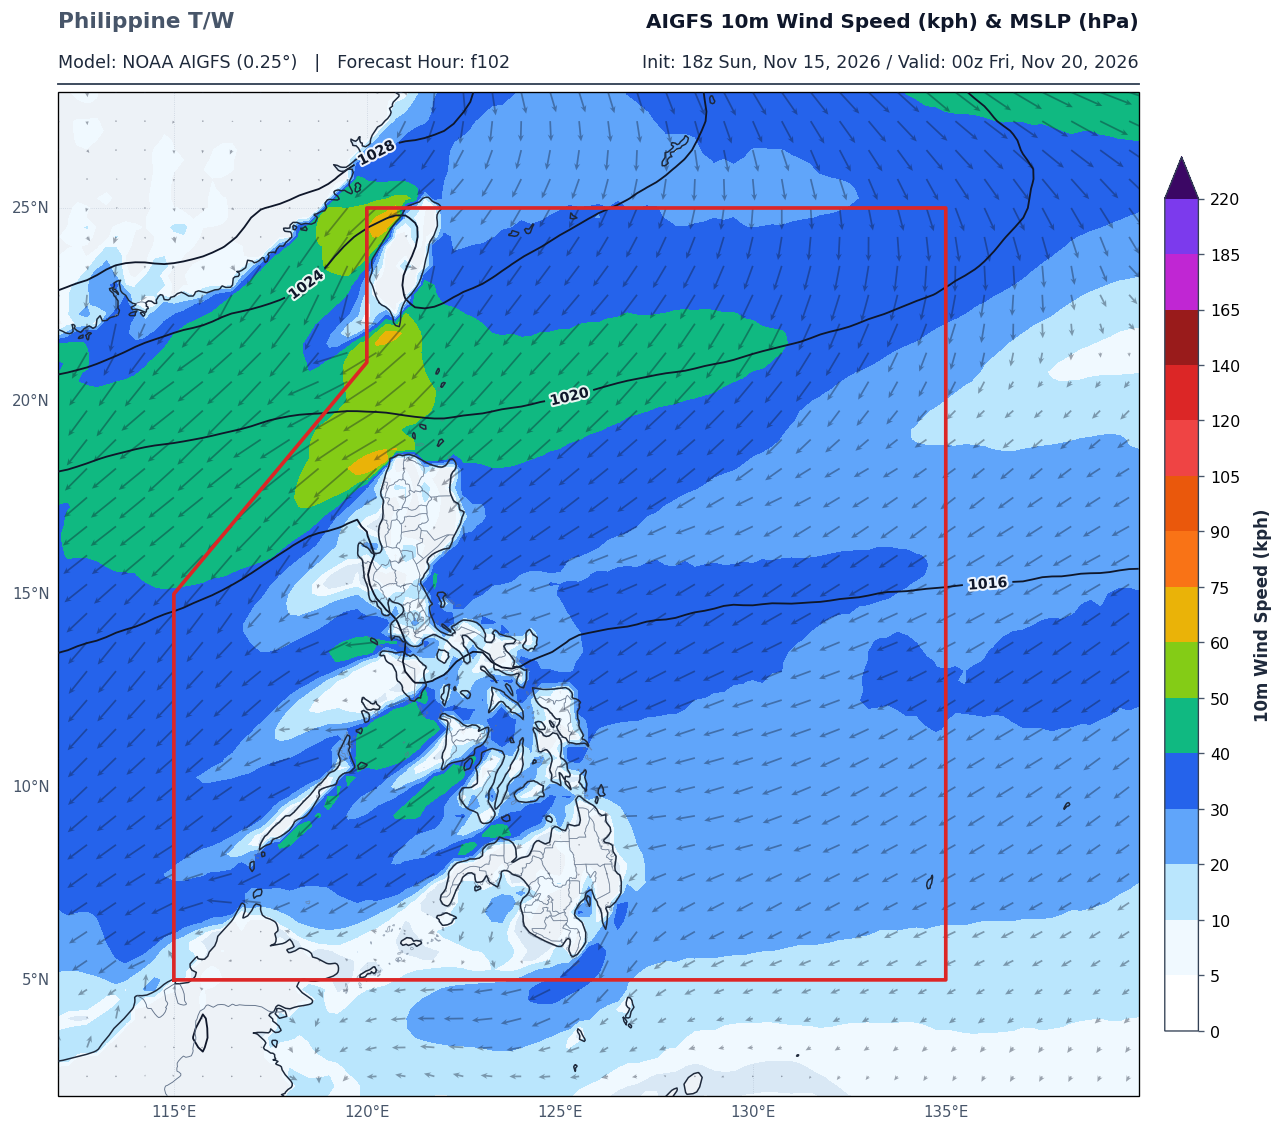 Philippine T/W
AIGFS 10m Wind Speed (kph) & MSLP (hPa)
Model: NOAA AIGFS (0.25°) | Forecast Hour: f102
Init: 18z Sun, Nov 15, 2026 / Valid: 00z Fri, Nov 20, 2026
1028
1024
1020
1016
25°N
20°N
15°N
10°N
5°N
115°E
120°E
125°E
130°E
135°E
220
185
165
140
120
105
90
75
60
50
40
30
20
10
5
0
10m Wind Speed (kph)